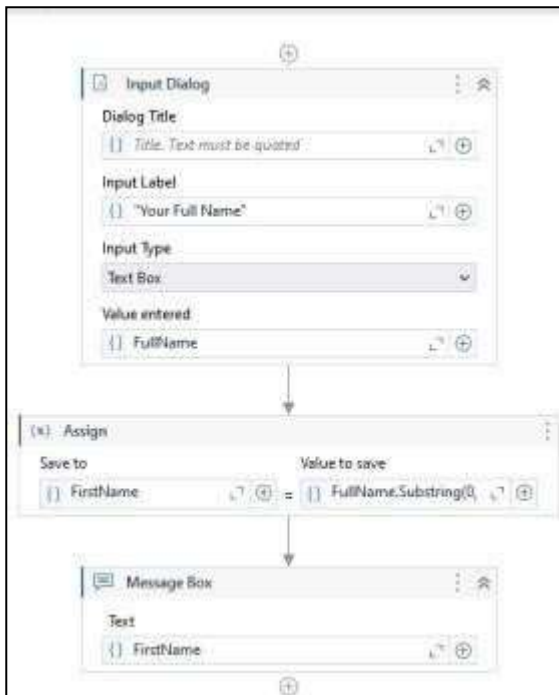 Input Dialog
Dialog Title
Title. Text must be quoted
Input Label
"Your Full Name"
Input Type
Text Box
Value entered
FullName
Assign
Save to Value to save
FirstName = FullName.Substring(0,
Message Box
Text
FirstName